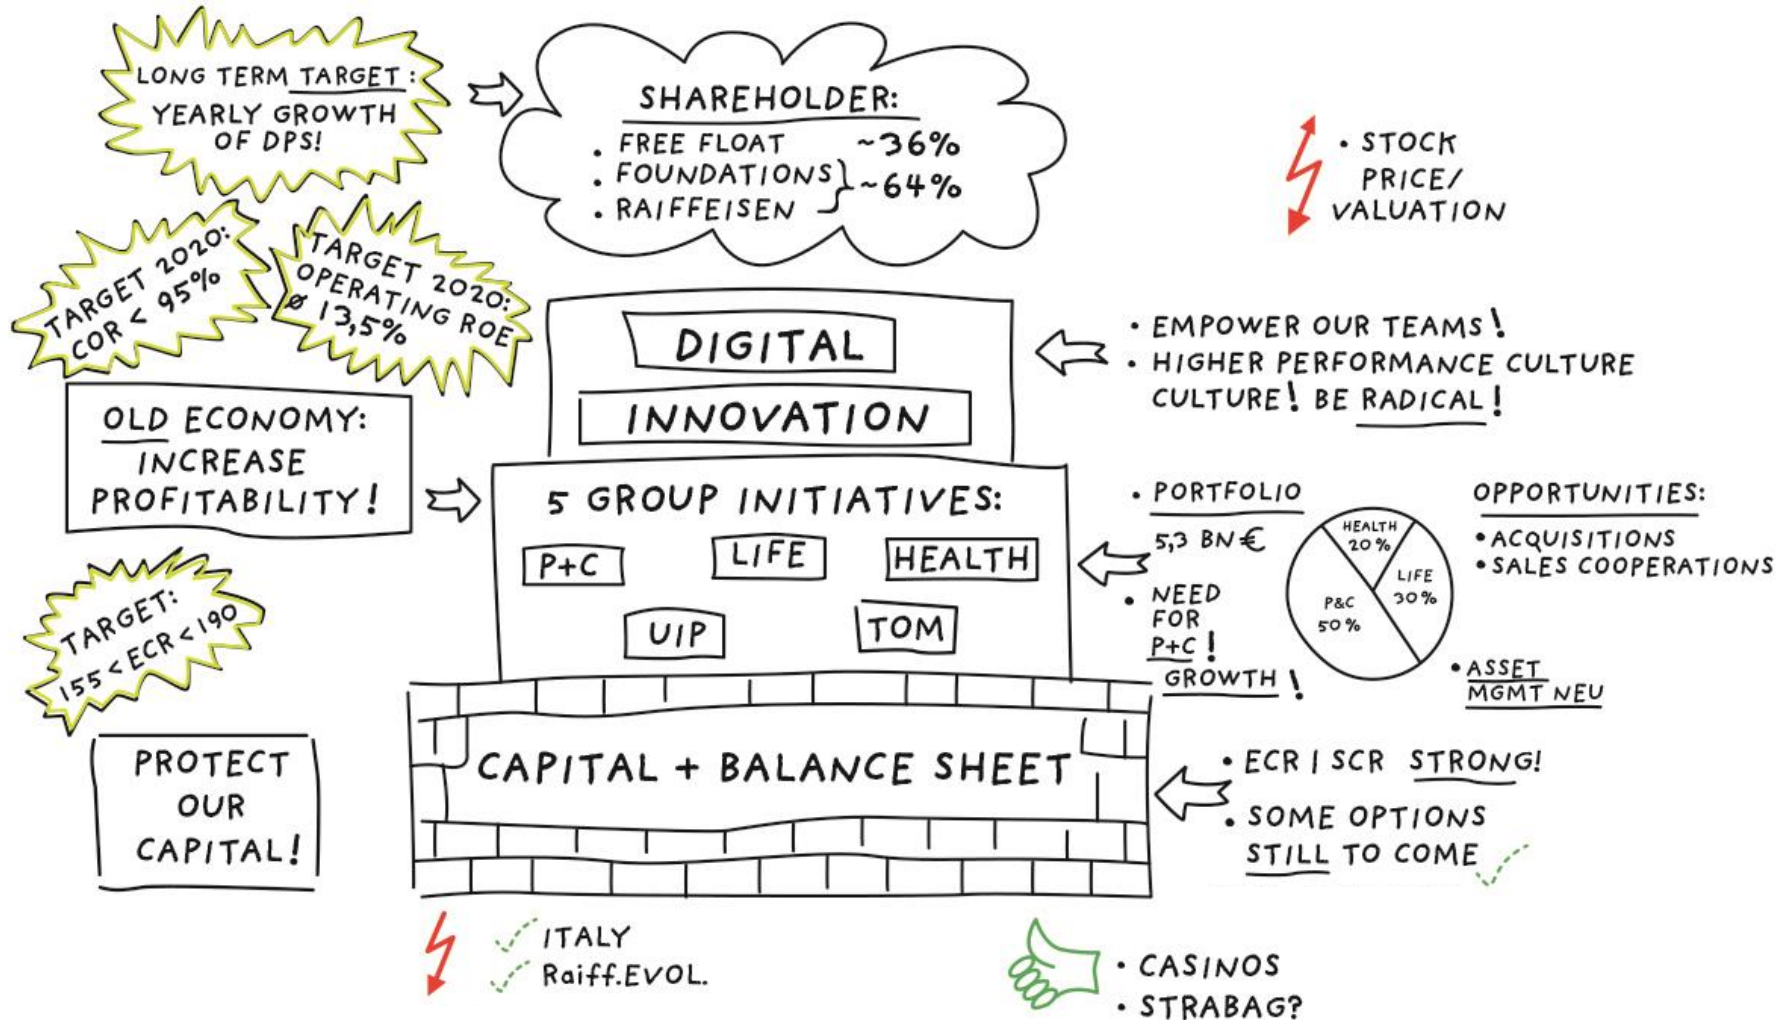 LONG TERM TARGET:
YEARLY GROWTH
OF DPS!
SHAREHOLDER:
• FREE FLOAT ~36%
• FOUNDATIONS
• RAIFFEISEN
~64%
• STOCK
PRICE/
VALUATION
TARGET 2020:
COR < 95%
TARGET 2020:
OPERATING ROE
ø 13,5%
DIGITAL
INNOVATION
• EMPOWER OUR TEAMS!
• HIGHER PERFORMANCE CULTURE
CULTURE! BE RADICAL!
OLD ECONOMY:
INCREASE
PROFITABILITY!
5 GROUP INITIATIVES:
P+C
LIFE
HEALTH
UIP
TOM
• PORTFOLIO
5,3 BN €
• NEED
FOR
P+C!
GROWTH!
HEALTH
20%
LIFE
30%
P&C
50%
OPPORTUNITIES:
• ACQUISITIONS
• SALES COOPERATIONS
• ASSET
MGMT NEU
TARGET:
155 < ECR < 190
PROTECT
OUR
CAPITAL!
CAPITAL + BALANCE SHEET
• ECR | SCR STRONG!
• SOME OPTIONS
STILL TO COME
ITALY
Raiff.EVOL.
• CASINOS
• STRABAG?